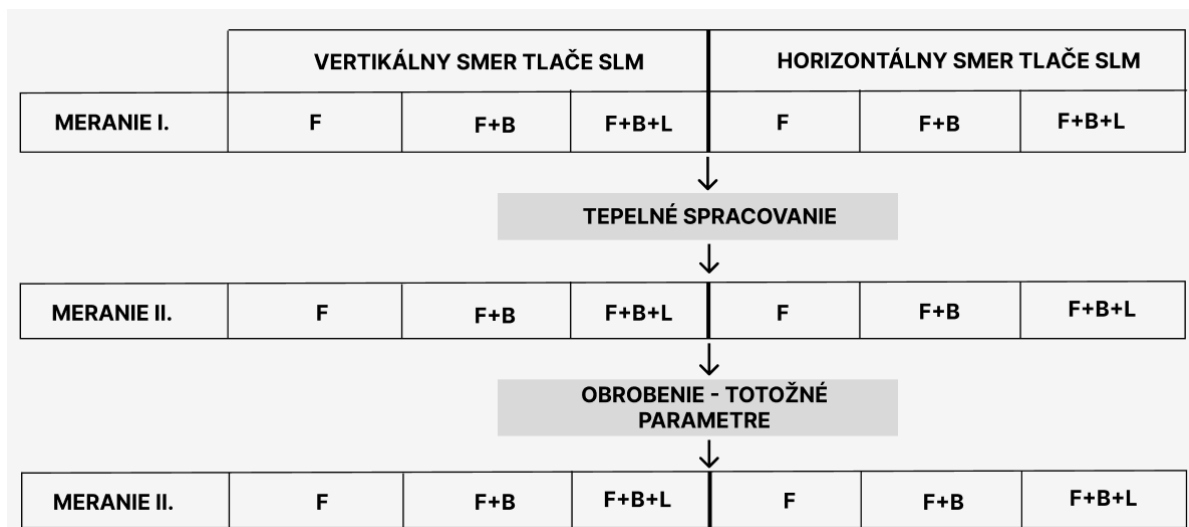 VERTIKÁLNY SMER TLAČE SLM HORIZONTÁLNY SMER TLAČE SLM
MERANIE I. F F+B F+B+L F F+B F+B+L
TEPELNÉ SPRACOVANIE
MERANIE II. F F+B F+B+L F F+B F+B+L
OBROBENIE - TOTOŽNÉ
PARAMETRE
MERANIE II. F F+B F+B+L F F+B F+B+L